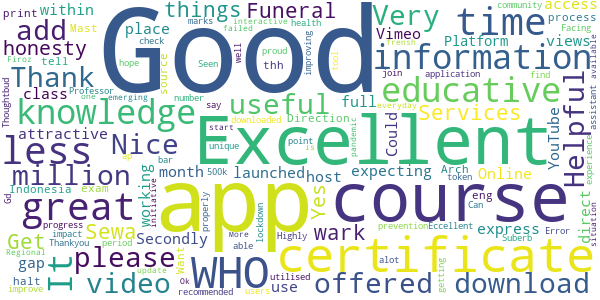 Good
Excellent
app
course
certificate
WHO
great
less
knowledge
information
educative
time
Helpful
Very
add
honesty
Thank
things
Funeral
useful
Nice
million
It
please
video
offered
download
Services
Sewa
Get
Secondly
Yes
wark
express
direct
access
Platform
Vimeo
YouTube
Online
Could
full
host
expecting
launched
month
attractive
class
place
within
print
Mast
marks
interactive
health
community
process
Facing
views
tell
Firoz
Professor
check
failed
hope
Seen
proud
thh
improving
tool
well
trensh
join
application
find
available
assistant
Thoughtbud
source
one
emerging
number
say
downloaded
Direction
start
unique
point
is
pandemic
everyday
experience
situation
Indonesia
exam
working
bar
500k
Arch
token
eng
Can
Error
gap
halt
improve
Gd
progress
impact
Thankyou
Regional
period
update
Want
Ok
initiative
properly
able
More
lockdown
recommended
utilised
users
use
Highly
alot
prevention
Eccellent
getting
Suberb